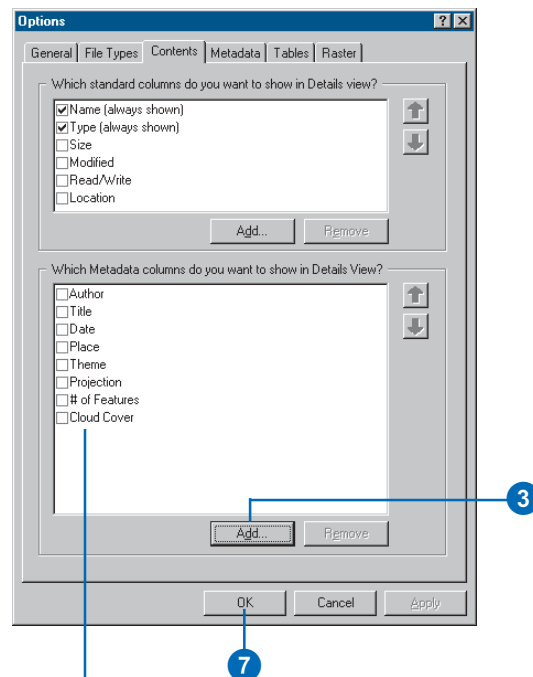 Options
General File Types Contents Metadata Tables Raster
Which standard columns do you want to show in Details view?
Name (always shown)
Type (always shown)
Size
Modified
Read/Write
Location
Add... Remove
Which Metadata columns do you want to show in Details View?
Author
Title
Date
Place
Theme
Projection
# of Features
Cloud Cover
3
Add... Remove
OK Cancel Apply
7